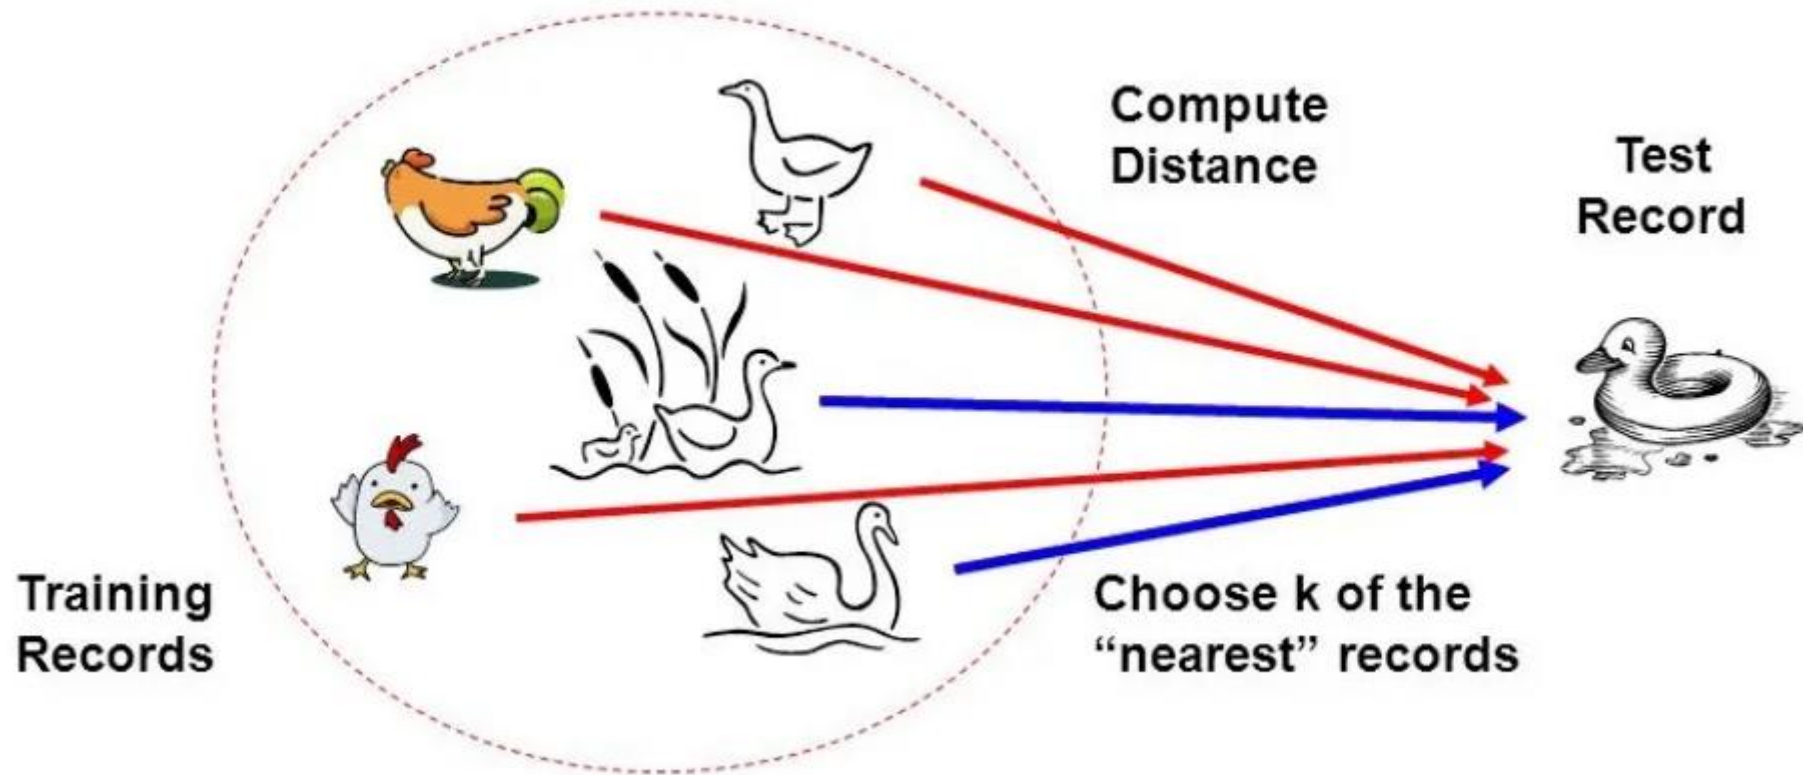 Compute
Distance
Test
Record
Training
Records
Choose k of the
“nearest” records